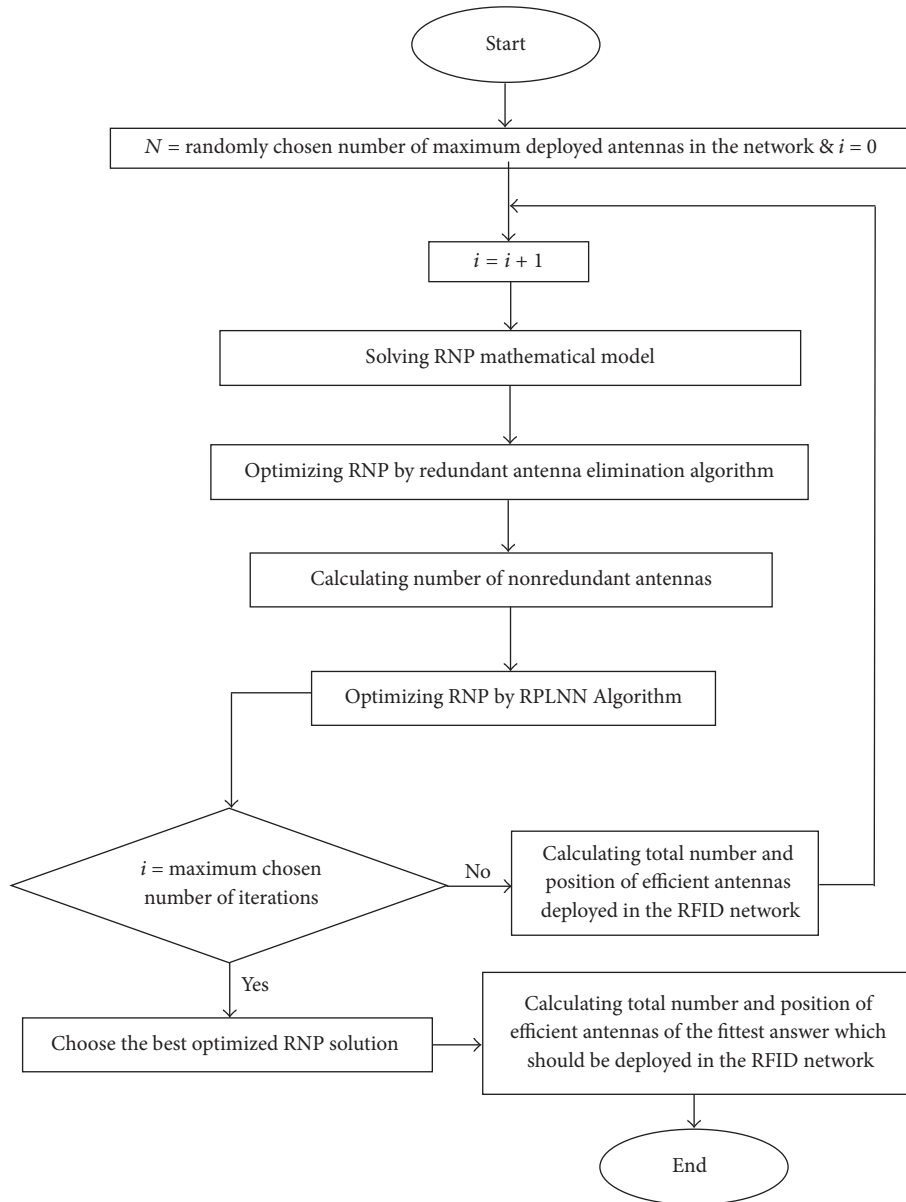 Start
N = randomly chosen number of maximum deployed antennas in the network & i = 0
i = i + 1
Solving RNP mathematical model
Optimizing RNP by redundant antenna elimination algorithm
Calculating number of nonredundant antennas
Optimizing RNP by RPLNN Algorithm
i = maximum chosen
number of iterations
No
Calculating total number and
position of efficient antennas
deployed in the RFID network
Yes
Choose the best optimized RNP solution
Calculating total number and position of
efficient antennas of the fittest answer which
should be deployed in the RFID network
End